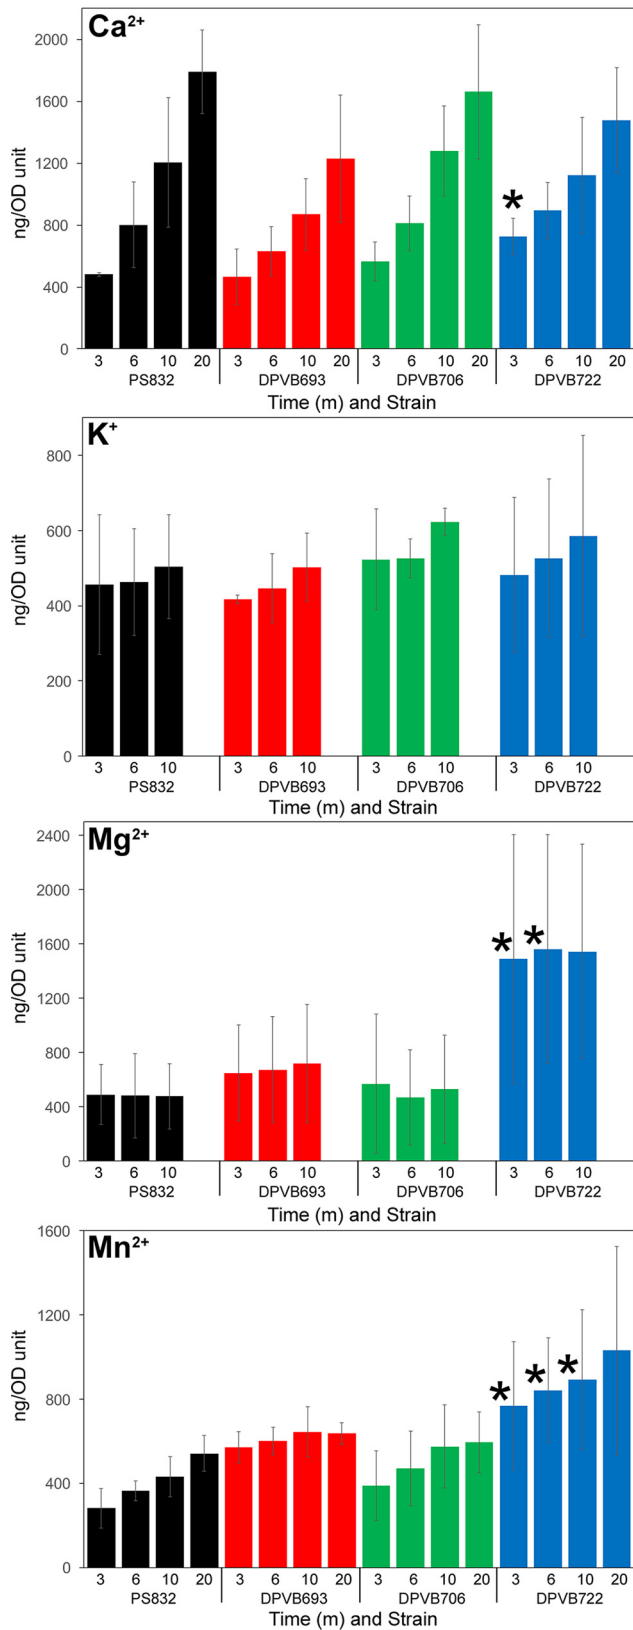 Ca²⁺
2000
1600
1200
800
400
0
ng/OD unit
*
3 6 10 20 3 6 10 20 3 6 10 20 3 6 10 20
PS832 DPVB693 DPVB706 DPVB722
Time (m) and Strain
K⁺
800
600
400
200
0
ng/OD unit
3 6 10 3 6 10 3 6 10 3 6 10
PS832 DPVB693 DPVB706 DPVB722
Time (m) and Strain
Mg²⁺
2400
2000
1600
1200
800
400
0
ng/OD unit
* *
3 6 10 3 6 10 3 6 10 3 6 10
PS832 DPVB693 DPVB706 DPVB722
Time (m) and Strain
Mn²⁺
1600
1200
800
400
0
ng/OD unit
* * *
3 6 10 20 3 6 10 20 3 6 10 20 3 6 10 20
PS832 DPVB693 DPVB706 DPVB722
Time (m) and Strain